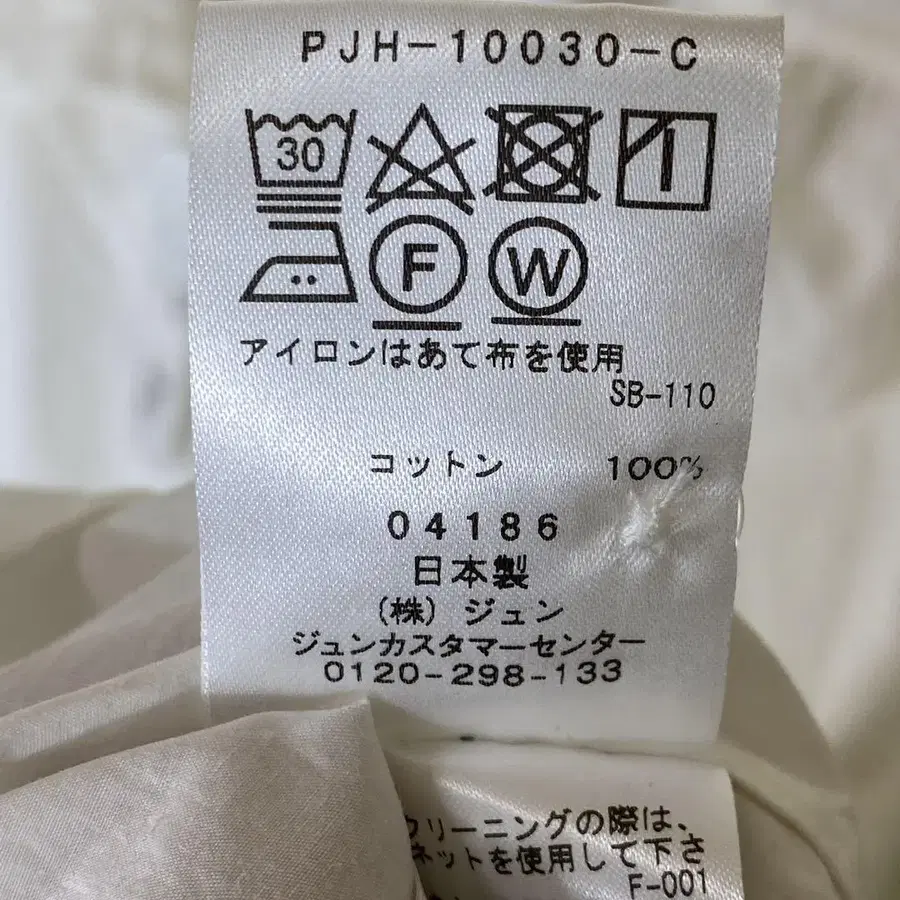 PJH-10030-C
30
F W
アイロンはあて布を使用
SB-110
コットン 100%
04186
日本製
(株) ジュン
ジュンカスタマーセンター
0120-298-133
クリーニングの際は、
ネットを使用して下さ
F-001